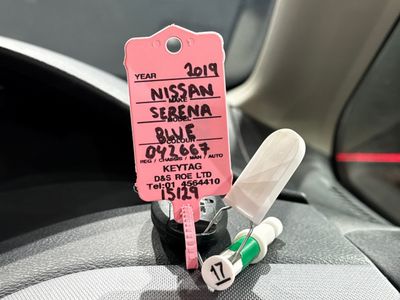 YEAR 2019
NISSAN
MAKE
SERENA
MODEL
BLUE
COLOUR
042667
REG / CHASSIS / MAN / AUTO
KEYTAG
D&S ROE LTD
Tel:01 4564410
15129
17